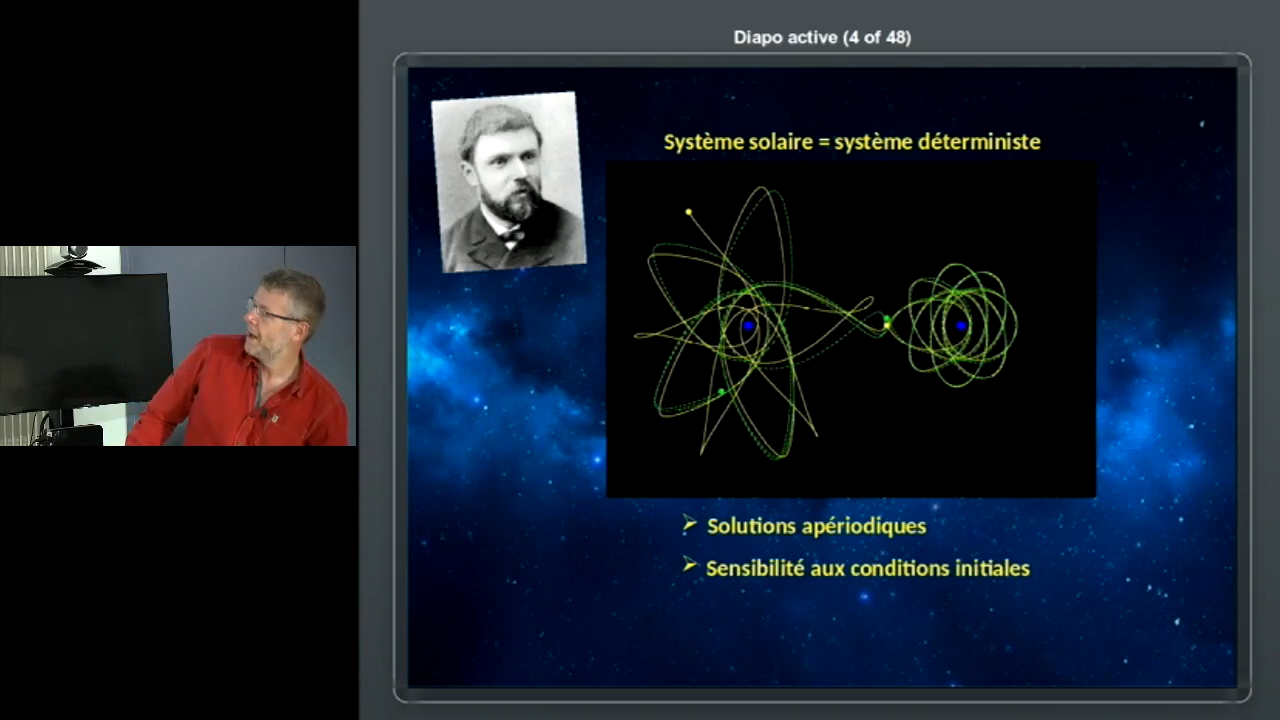 Diapo active (4 of 48)
Système solaire = système déterministe
Solutions apériodiques
Sensibilité aux conditions initiales